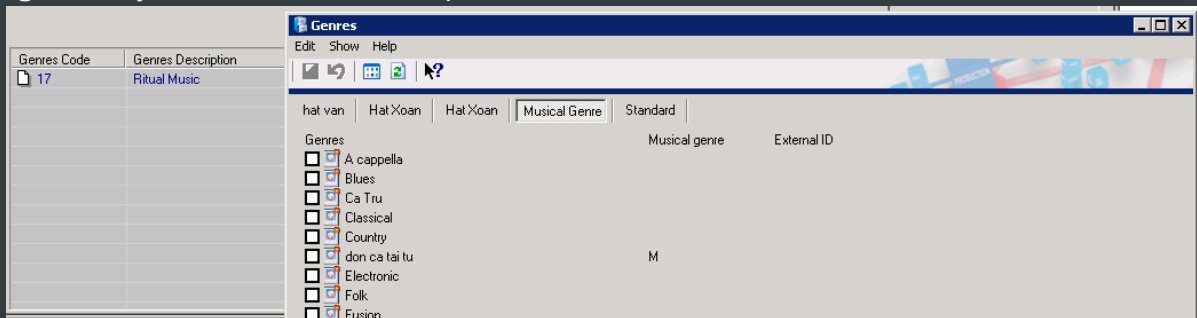 Genres
Edit Show Help
Genres Code Genres Description
17 Ritual Music
PRODUCTION
hat van Hat Xoan Hat Xoan Musical Genre Standard
Genres Musical genre External ID
A cappella
Blues
Ca Tru
Classical
Country
don ca tai tu M
Electronic
Folk
Fusion